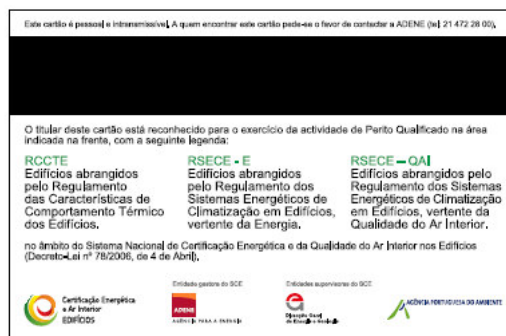 Este cartão é pessoal e intransmissível. A quem encontrar este cartão pede-se o favor de contactar a ADENE (tel. 21 472 28 00).
O titular deste cartão está reconhecido para o exercício da actividade de Perito Qualificado na área
indicada na frente, com a seguinte legenda:
RCCTE
Edifícios abrangidos
pelo Regulamento
das Características de
Comportamento Térmico
dos Edifícios.
RSECE - E
Edifícios abrangidos
pelo Regulamento dos
Sistemas Energéticos de
Climatização em Edifícios,
vertente da Energia.
RSECE – QAI
Edifícios abrangidos pelo
Regulamento dos Sistemas
Energéticos de Climatização
em Edifícios, vertente da
Qualidade do Ar Interior.
no âmbito do Sistema Nacional de Certificação Energética e da Qualidade do Ar Interior nos Edifícios
(Decreto-Lei nº 78/2006, de 4 de Abril).
Certificação Energética
e Ar Interior
EDIFÍCIOS
Entidade gestora do SCE
ADENE
AGÊNCIA PARA A ENERGIA
Entidades supervisoras do SCE
Direcção Geral
de Energia e Geologia
AGÊNCIA PORTUGUESA DO AMBIENTE